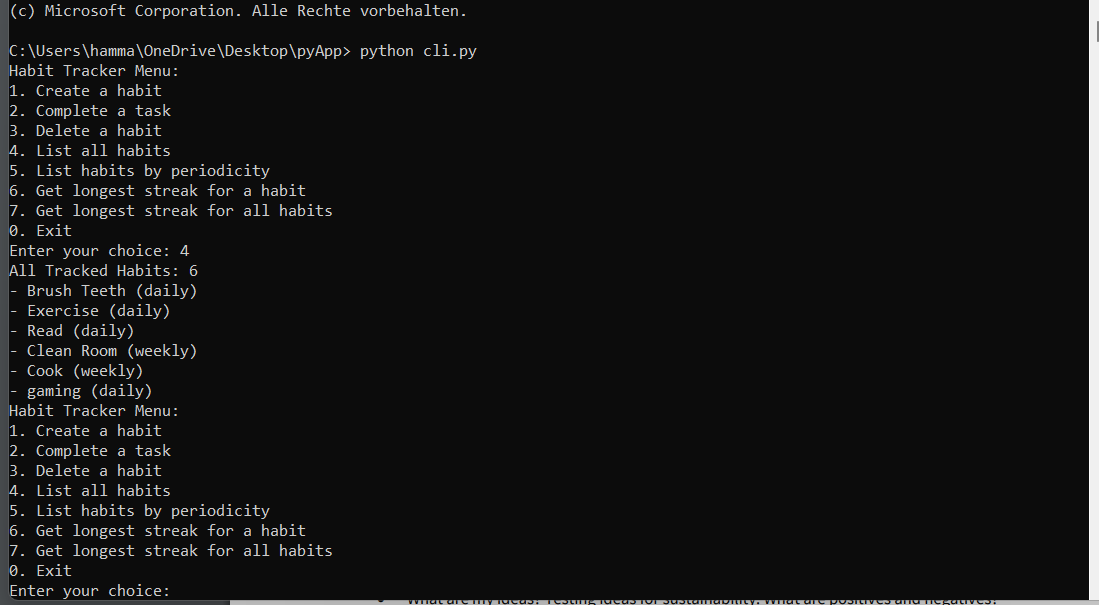 (c) Microsoft Corporation. Alle Rechte vorbehalten.
C:\Users\hamma\OneDrive\Desktop\pyApp> python cli.py
Habit Tracker Menu:
1. Create a habit
2. Complete a task
3. Delete a habit
4. List all habits
5. List habits by periodicity
6. Get longest streak for a habit
7. Get longest streak for all habits
0. Exit
Enter your choice: 4
All Tracked Habits: 6
- Brush Teeth (daily)
- Exercise (daily)
- Read (daily)
- Clean Room (weekly)
- Cook (weekly)
- gaming (daily)
Habit Tracker Menu:
1. Create a habit
2. Complete a task
3. Delete a habit
4. List all habits
5. List habits by periodicity
6. Get longest streak for a habit
7. Get longest streak for all habits
0. Exit
Enter your choice:
What are my ideas? Testing ideas for sustainability. What are positives and negatives?